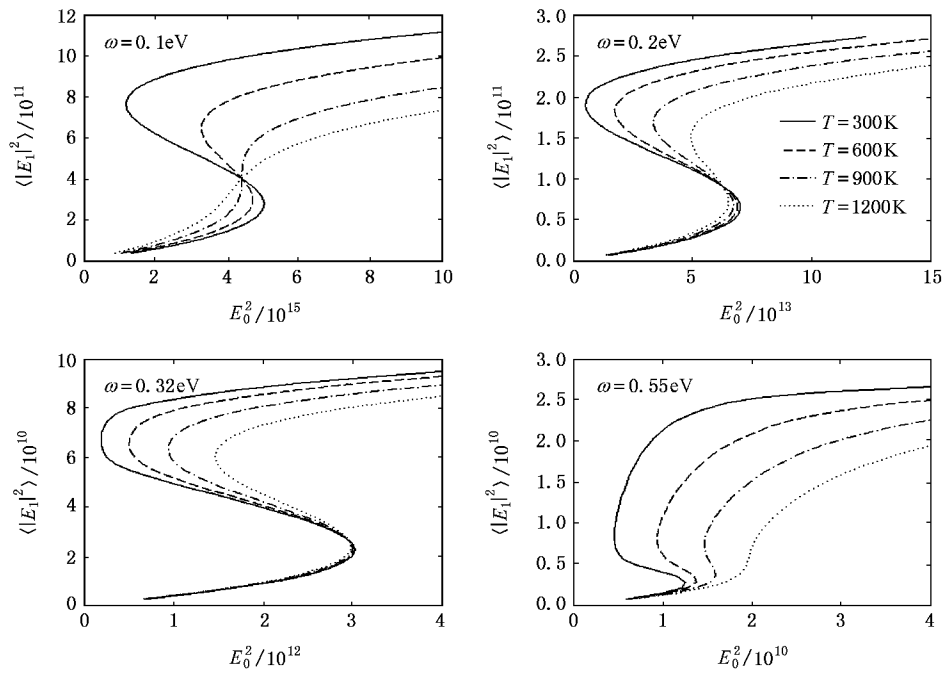 12
10
8
6
4
2
0
0 2 4 6 8 10
⟨|E₁|²⟩/10¹¹
E₀²/10¹⁵
ω=0.1eV
3.0
2.5
2.0
1.5
1.0
0.5
0.0
0 5 10 15
⟨|E₁|²⟩/10¹¹
E₀²/10¹³
ω=0.2eV
T=300K
T=600K
T=900K
T=1200K
10
8
6
4
2
0
0 1 2 3 4
⟨|E₁|²⟩/10¹⁰
E₀²/10¹²
ω=0.32eV
3.0
2.5
2.0
1.5
1.0
0.5
0.0
0 1 2 3 4
⟨|E₁|²⟩/10¹⁰
E₀²/10¹⁰
ω=0.55eV